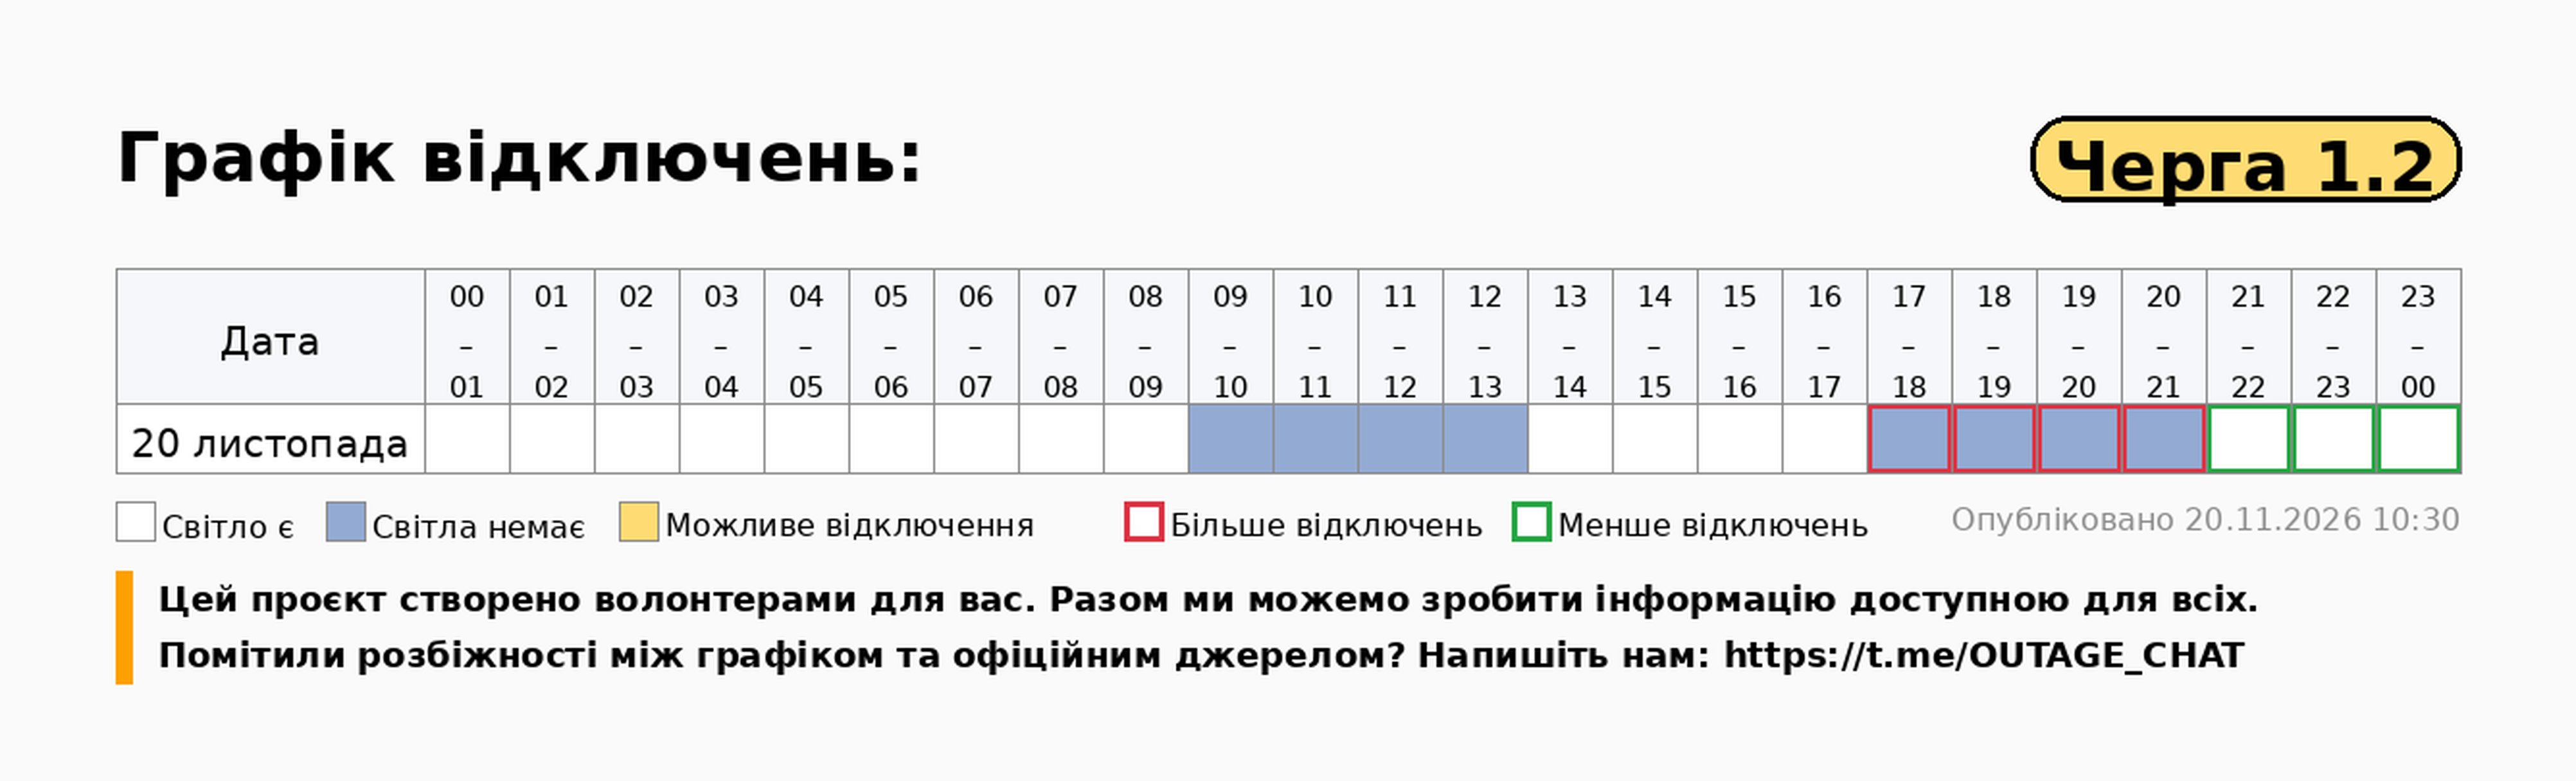 Графік відключень:
Черга 1.2
Дата
00 – 01
01 – 02
02 – 03
03 – 04
04 – 05
05 – 06
06 – 07
07 – 08
08 – 09
09 – 10
10 – 11
11 – 12
12 – 13
13 – 14
14 – 15
15 – 16
16 – 17
17 – 18
18 – 19
19 – 20
20 – 21
21 – 22
22 – 23
23 – 00
20 листопада
Світло є
Світла немає
Можливе відключення
Більше відключень
Менше відключень
Опубліковано 20.11.2026 10:30
Цей проєкт створено волонтерами для вас. Разом ми можемо зробити інформацію доступною для всіх.
Помітили розбіжності між графіком та офіційним джерелом? Напишіть нам: https://t.me/OUTAGE_CHAT